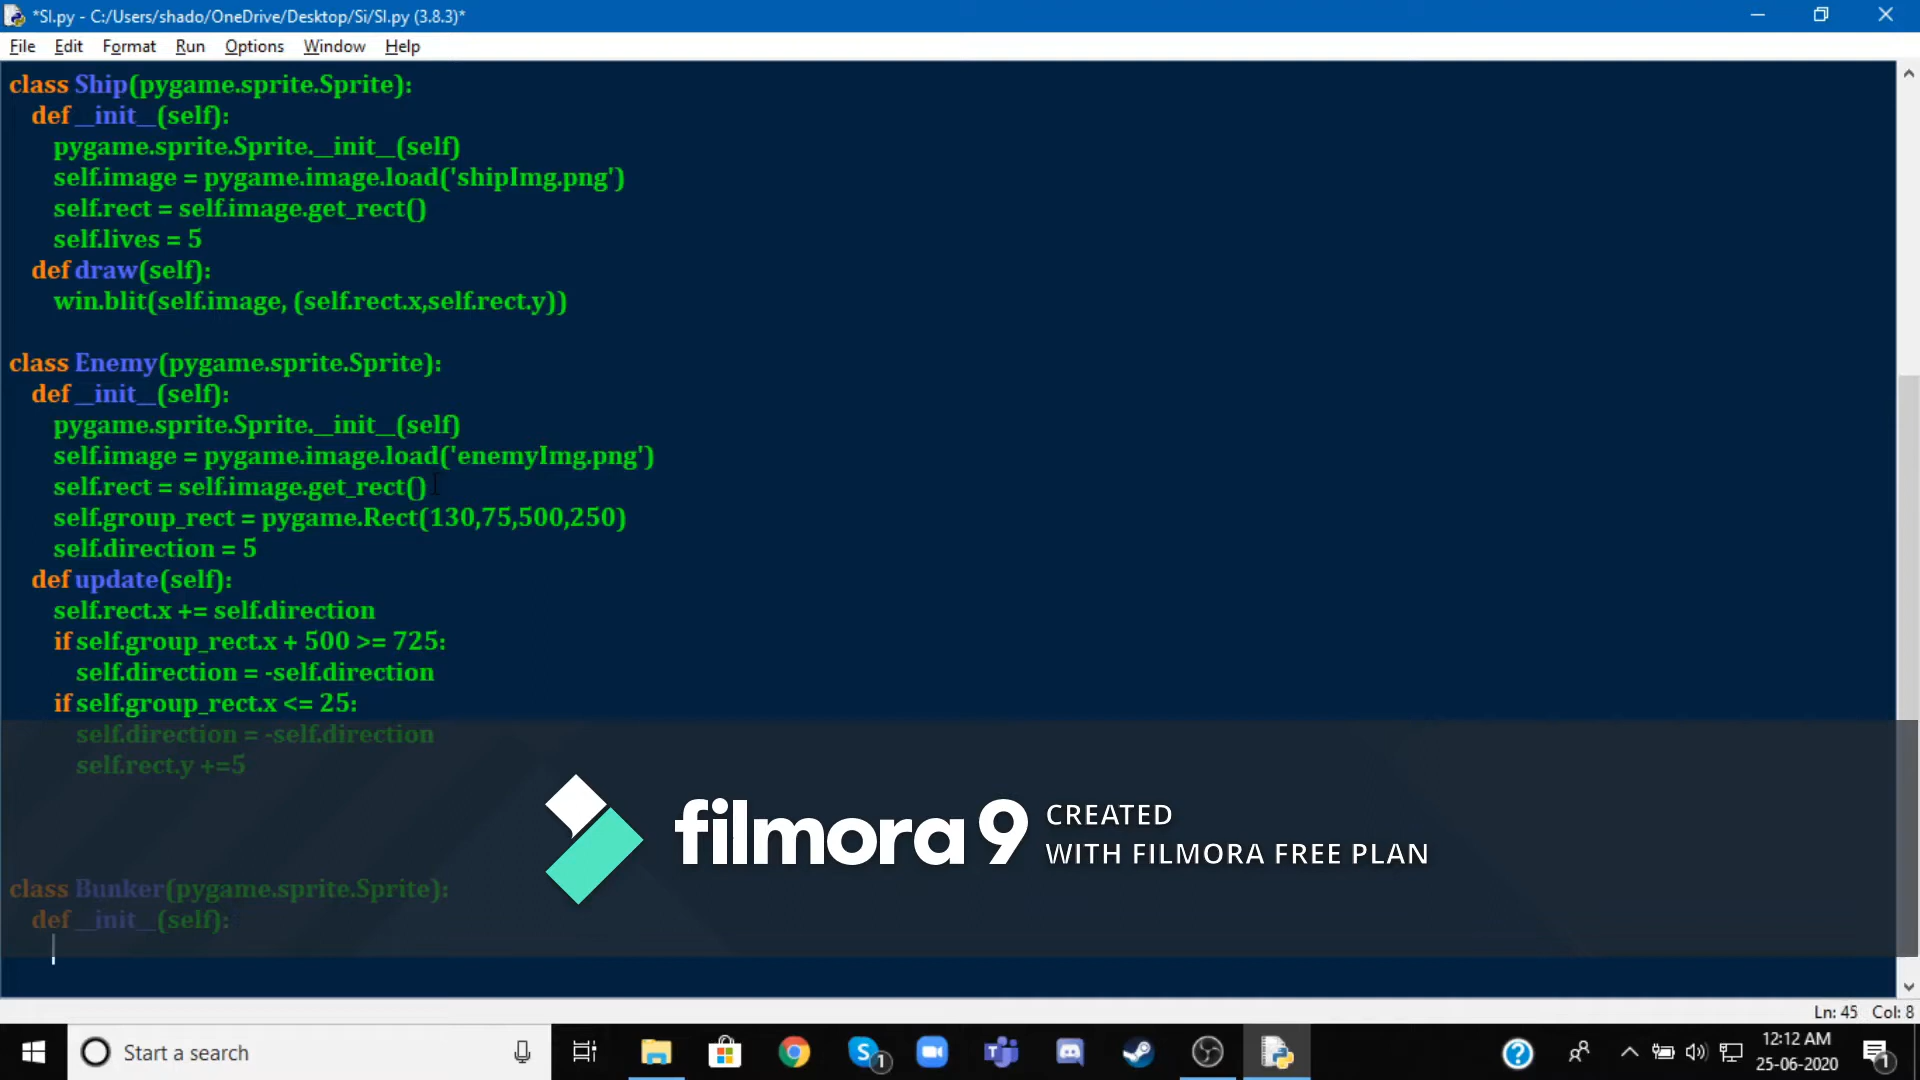 *SI.py - C:/Users/shado/OneDrive/Desktop/Si/SI.py (3.8.3)*
File Edit Format Run Options Window Help
class Ship(pygame.sprite.Sprite):
def __init__(self):
pygame.sprite.Sprite.__init__(self)
self.image = pygame.image.load('shipImg.png')
self.rect = self.image.get_rect()
self.lives = 5
def draw(self):
win.blit(self.image, (self.rect.x,self.rect.y))
class Enemy(pygame.sprite.Sprite):
def __init__(self):
pygame.sprite.Sprite.__init__(self)
self.image = pygame.image.load('enemyImg.png')
self.rect = self.image.get_rect()
self.group_rect = pygame.Rect(130,75,500,250)
self.direction = 5
def update(self):
self.rect.x += self.direction
if self.group_rect.x + 500 >= 725:
self.direction = -self.direction
if self.group_rect.x <= 25:
self.direction = -self.direction
self.rect.y +=5
filmora 9
CREATED
WITH FILMORA FREE PLAN
class Bunker(pygame.sprite.Sprite):
def __init__(self):
Ln: 45 Col: 8
Start a search
1
12:12 AM
25-06-2020
1